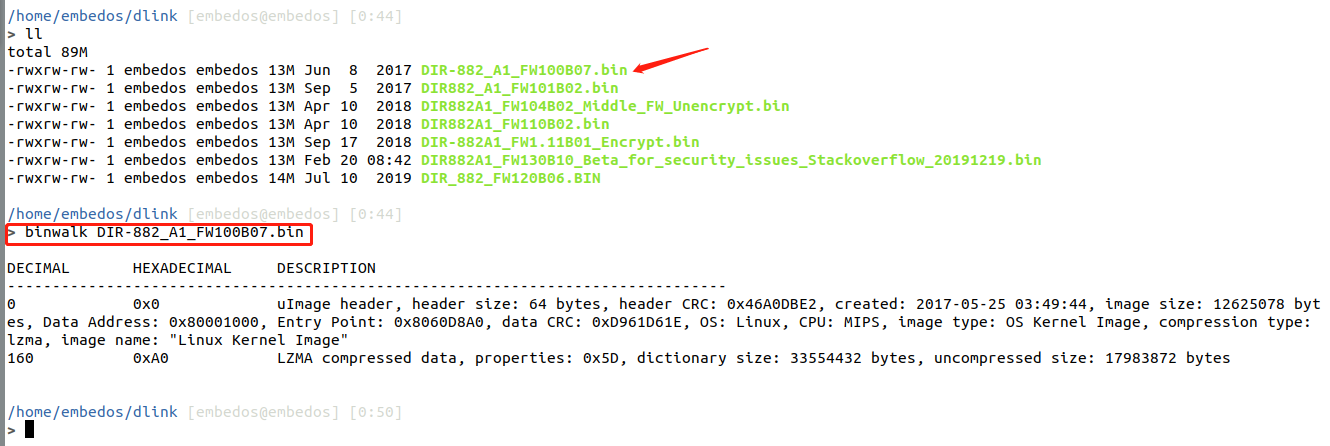 /home/embedos/dlink [embedos@embedos] [0:44]
> ll
total 89M
-rwxrw-rw- 1 embedos embedos 13M Jun  8  2017 DIR-882_A1_FW100B07.bin
-rwxrw-rw- 1 embedos embedos 13M Sep  5  2017 DIR882A1_FW101B02.bin
-rwxrw-rw- 1 embedos embedos 13M Apr 10  2018 DIR882A1_FW104B02_Middle_FW_Unencrypt.bin
-rwxrw-rw- 1 embedos embedos 13M Apr 10  2018 DIR882A1_FW110B02.bin
-rwxrw-rw- 1 embedos embedos 13M Sep 17  2018 DIR-882A1_FW1.11B01_Encrypt.bin
-rwxrw-rw- 1 embedos embedos 13M Feb 20 08:42 DIR882A1_FW130B10_Beta_for_security_issues_Stackoverflow_20191219.bin
-rwxrw-rw- 1 embedos embedos 14M Jul 10  2019 DIR_882_FW120B06.BIN
/home/embedos/dlink [embedos@embedos] [0:44]
> binwalk DIR-882_A1_FW100B07.bin
DECIMAL       HEXADECIMAL     DESCRIPTION
--------------------------------------------------------------------------------
0             0x0             uImage header, header size: 64 bytes, header CRC: 0x46A0DBE2, created: 2017-05-25 03:49:44, image size: 12625078 byt
es, Data Address: 0x80001000, Entry Point: 0x8060D8A0, data CRC: 0xD961D61E, OS: Linux, CPU: MIPS, image type: OS Kernel Image, compression type:
lzma, image name: "Linux Kernel Image"
160           0xA0            LZMA compressed data, properties: 0x5D, dictionary size: 33554432 bytes, uncompressed size: 17983872 bytes
/home/embedos/dlink [embedos@embedos] [0:50]
>